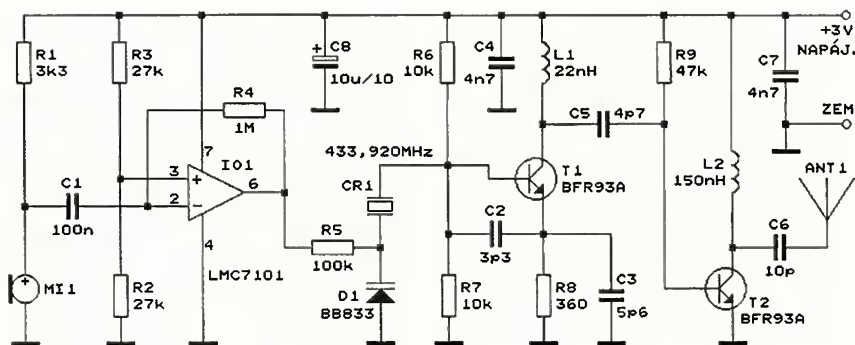 +3V
NAPÁJ.
R1
3k3
R3
27k
C8
10u/10
R6
10k
C4
4n7
L1
22nH
R9
47k
C7
4n7
R4
1M
C5
4p7
ZEM
7
IO1
433,920MHz
L2
150nH
ANT1
C1
100n
3
+
2
-
6
CR1
T1
BFR93A
R5
100k
C2
3p3
C6
10p
4
LMC7101
MI1
R2
27k
D1
BB833
R7
10k
R8
360
C3
5p6
T2
BFR93A